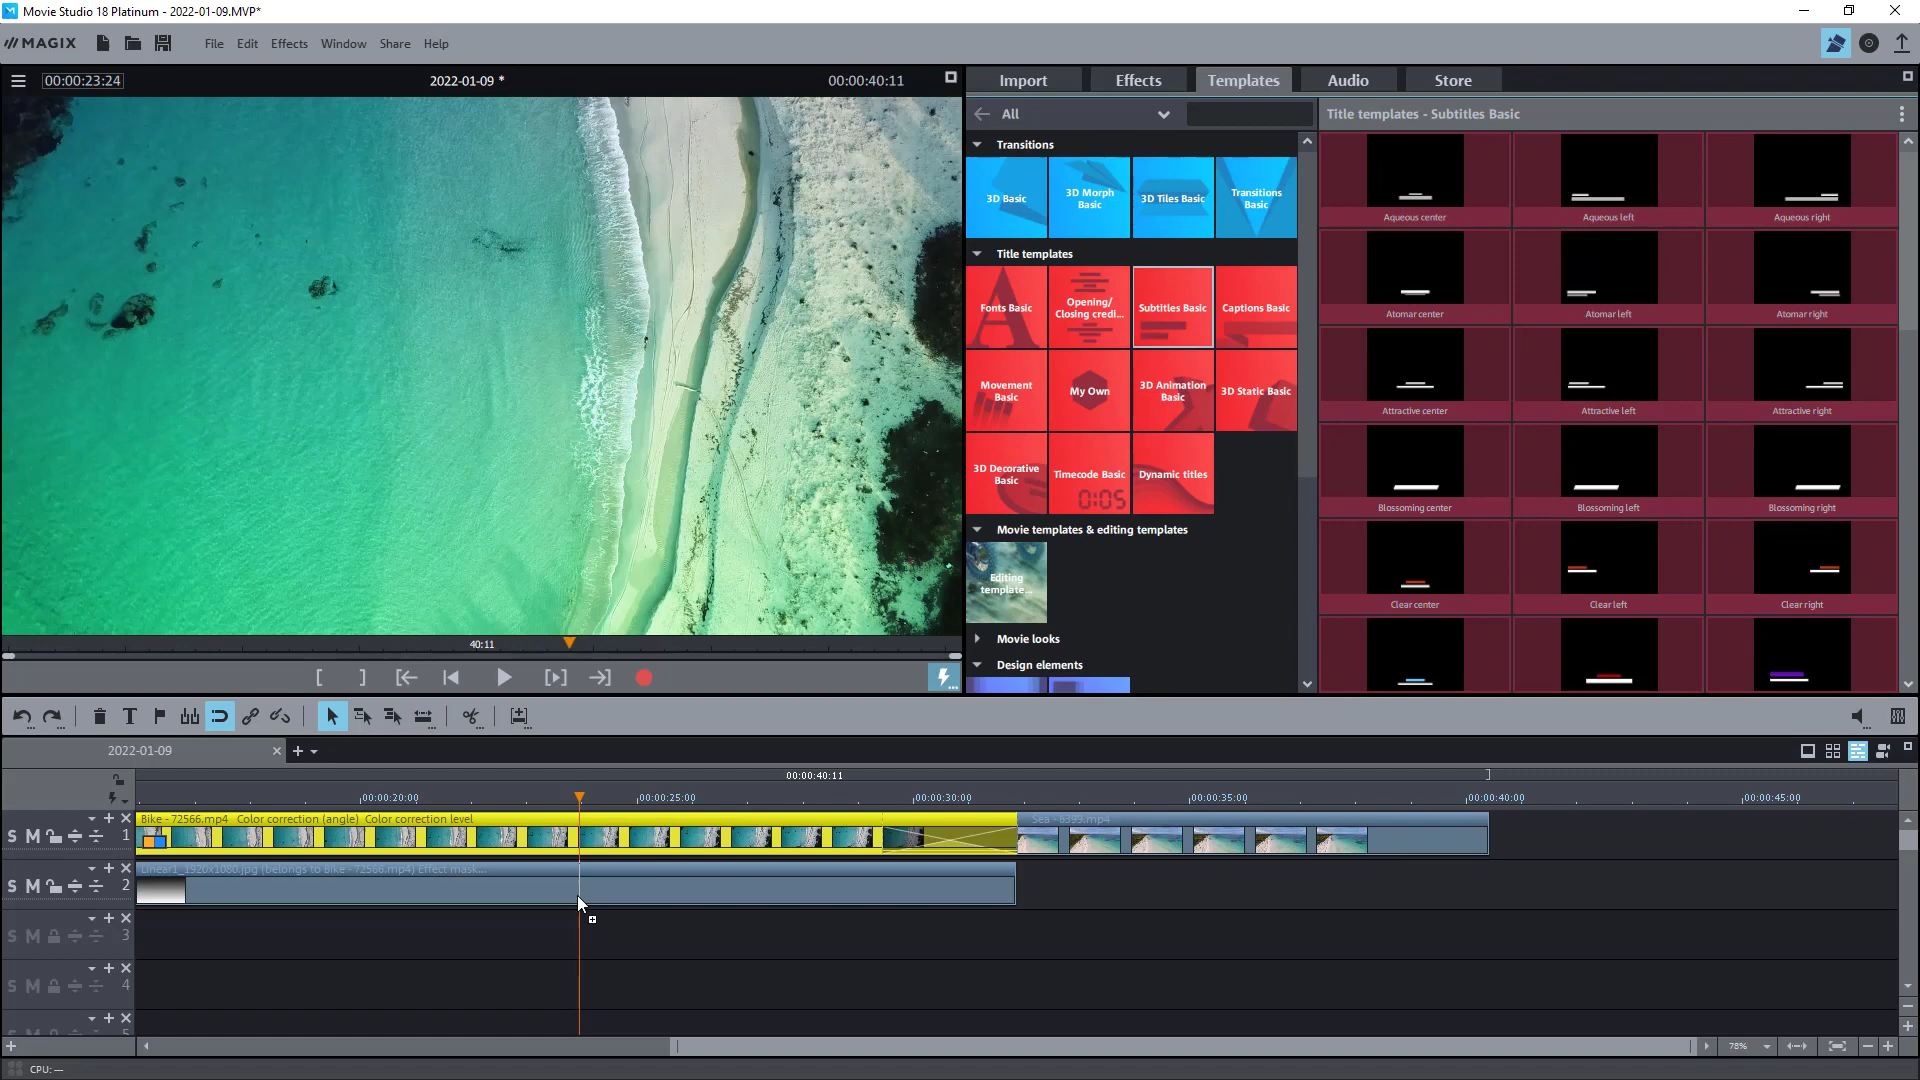 Movie Studio 18 Platinum - 2022-01-09.MVP*
MAGIX
File Edit Effects Window Share Help
00:00:23:24
2022-01-09 *
00:00:40:11
Import Effects Templates Audio Store
All
Title templates - Subtitles Basic
Transitions
3D Basic
3D Morph Basic
3D Tiles Basic
Transitions Basic
Title templates
Fonts Basic
Opening/ Closing credi...
Subtitles Basic
Captions Basic
Movement Basic
My Own
3D Animation Basic
3D Static Basic
3D Decorative Basic
Timecode Basic
0:05
Dynamic titles
Movie templates & editing templates
Editing template...
Movie looks
Design elements
Aqueous center
Aqueous left
Aqueous right
Atomar center
Atomar left
Atomar right
Attractive center
Attractive left
Attractive right
Blossoming center
Blossoming left
Blossoming right
Clear center
Clear left
Clear right
40:11
2022-01-09
00:00:40:11
00:00:20:00 00:00:25:00 00:00:30:00 00:00:35:00 00:00:40:00 00:00:45:00
S M 1
Bike - 72566.mp4 Color correction (angle) Color correction level
Sea - 6399.mp4
S M 2
Linear1_1920x1080.jpg (belongs to Bike - 72566.mp4) Effect mask...
S M 3
S M 4
S M 5
78%
CPU: —